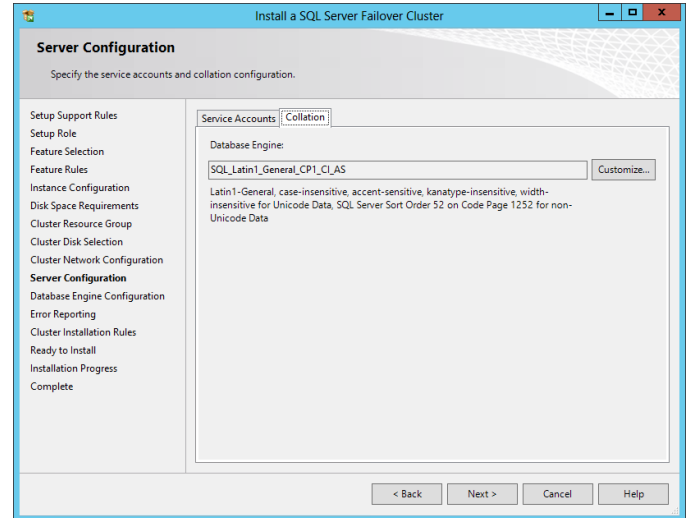 Install a SQL Server Failover Cluster
Server Configuration
Specify the service accounts and collation configuration.
Setup Support Rules
Setup Role
Feature Selection
Feature Rules
Instance Configuration
Disk Space Requirements
Cluster Resource Group
Cluster Disk Selection
Cluster Network Configuration
Server Configuration
Database Engine Configuration
Error Reporting
Cluster Installation Rules
Ready to Install
Installation Progress
Complete
Service Accounts Collation
Database Engine:
SQL_Latin1_General_CP1_CI_AS Customize...
Latin1-General, case-insensitive, accent-sensitive, kanatype-insensitive, width-
insensitive for Unicode Data, SQL Server Sort Order 52 on Code Page 1252 for non-
Unicode Data
< Back Next > Cancel Help